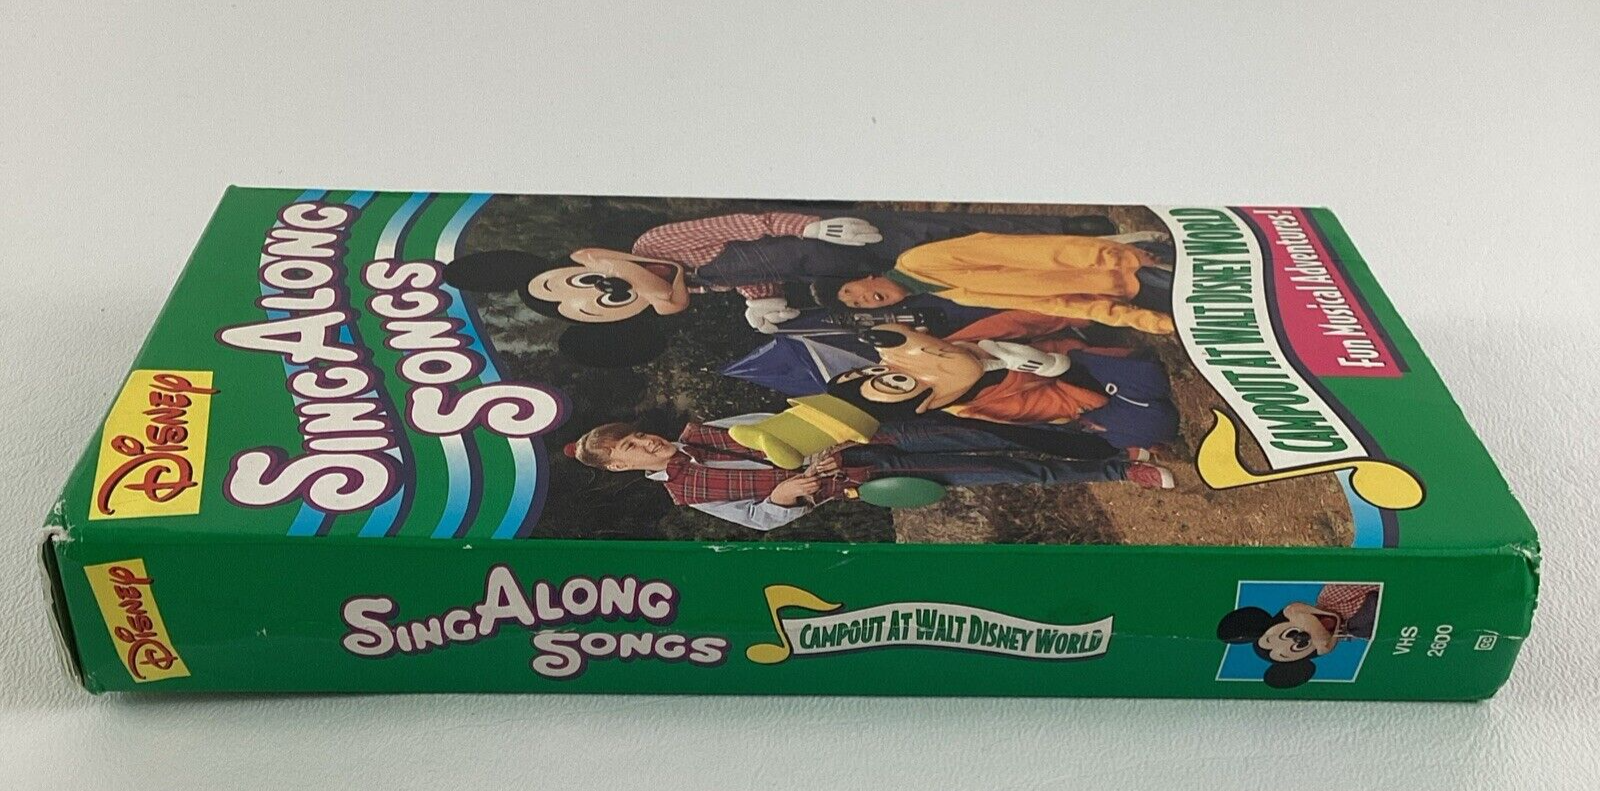 Disney
Sing Along
Songs
Campout At Walt Disney World
Fun Musical Adventures!
Disney
Sing Along
Songs
Campout At Walt Disney World
VHS
2600
CC